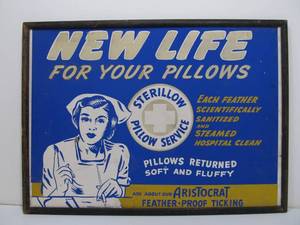 NEW LIFE
FOR YOUR PILLOWS
STERILLOW
PILLOW SERVICE
EACH FEATHER
SCIENTIFICALLY
SANITIZED
AND
STEAMED
HOSPITAL CLEAN
PILLOWS RETURNED
SOFT AND FLUFFY
ASK ABOUT OUR ARISTOCRAT
FEATHER-PROOF TICKING